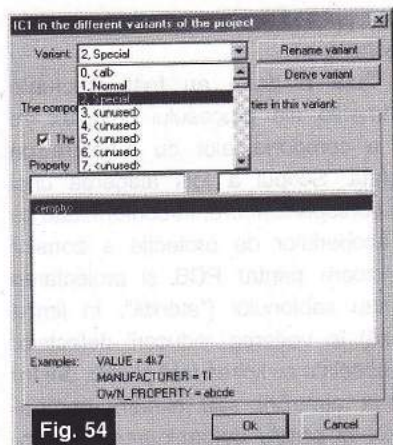 IC1 in the different variants of the project
Variant: 2, Special
Rename variant
0, <all>
Derive variant
1, Normal
2, Special
The compo
ties in this variant:
3, <unused>
4, <unused>
The
5, <unused>
6, <unused>
Property
7, <unused>
<empty>
Examples: VALUE = 4k7
MANUFACTURER = TI
OWN_PROPERTY = abcde
Fig. 54
Ok
Cancel